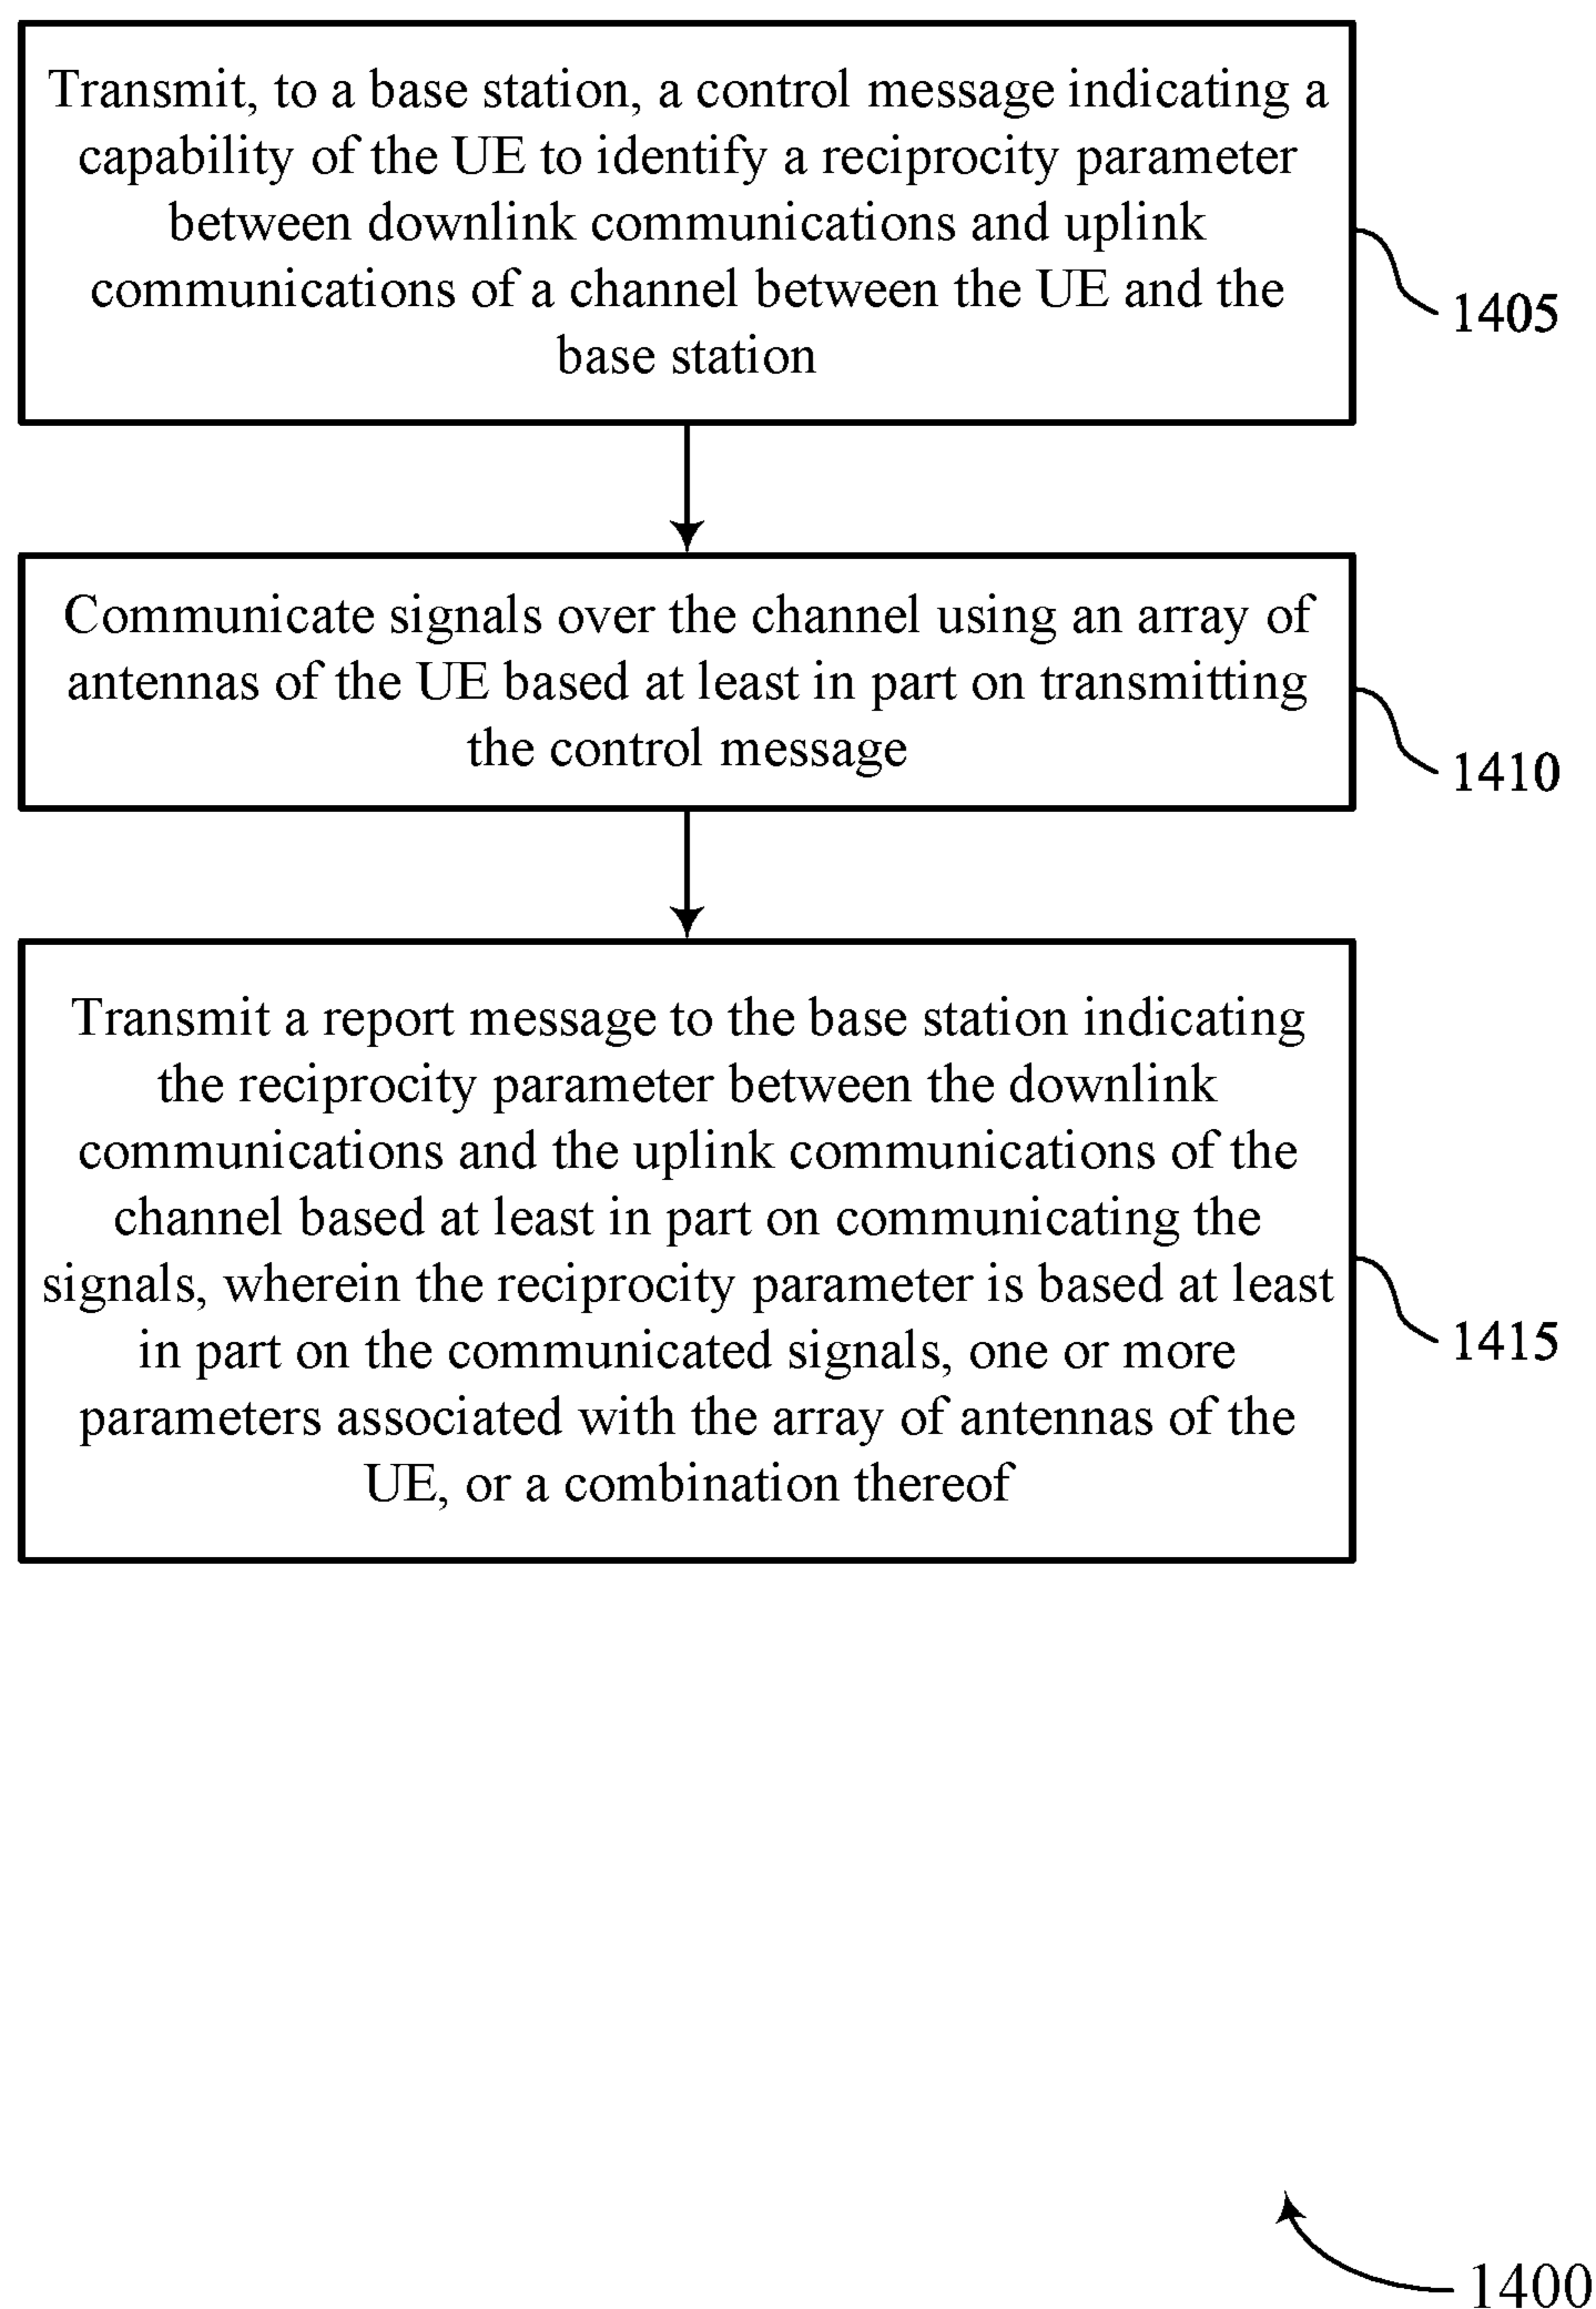 Transmit, to a base station, a control message indicating a
capability of the UE to identify a reciprocity parameter
between downlink communications and uplink
communications of a channel between the UE and the
base station
1405
Communicate signals over the channel using an array of
antennas of the UE based at least in part on transmitting
the control message
1410
Transmit a report message to the base station indicating
the reciprocity parameter between the downlink
communications and the uplink communications of the
channel based at least in part on communicating the
signals, wherein the reciprocity parameter is based at least
in part on the communicated signals, one or more
parameters associated with the array of antennas of the
UE, or a combination thereof
1415
1400